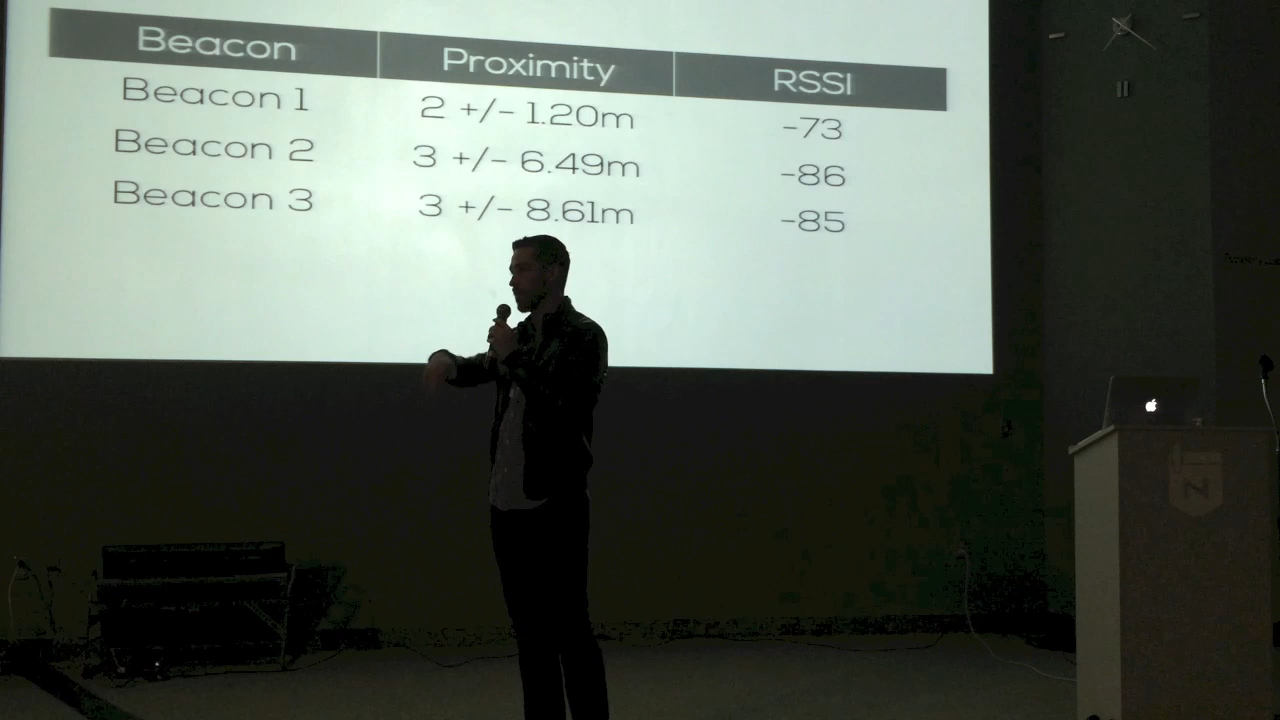 Beacon Proximity RSSI
Beacon 1 2 +/- 1.20m -73
Beacon 2 3 +/- 6.49m -86
Beacon 3 3 +/- 8.61m -85
N